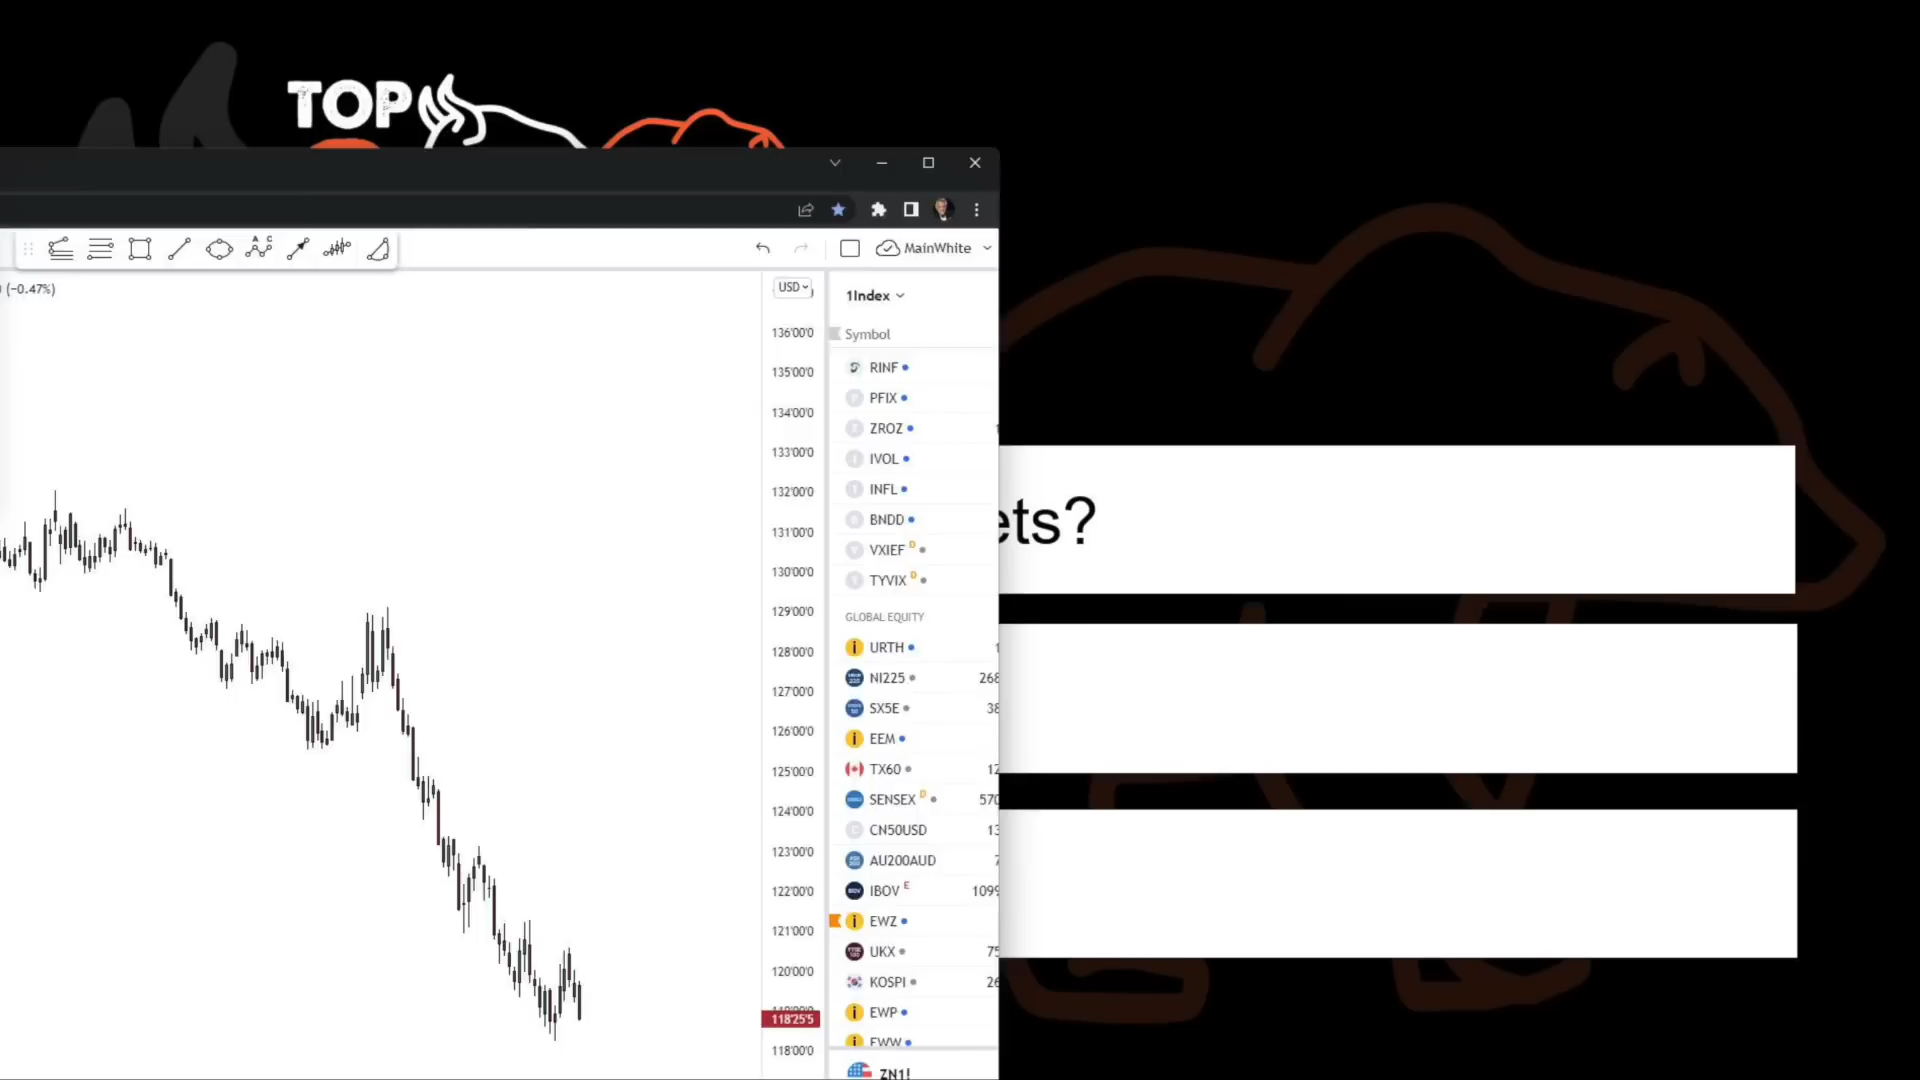 TOP
MainWhite
(−0.47%)
USD
136'00'0
135'00'0
134'00'0
133'00'0
132'00'0
131'00'0
130'00'0
129'00'0
128'00'0
127'00'0
126'00'0
125'00'0
124'00'0
123'00'0
122'00'0
121'00'0
120'00'0
118'25'5
118'00'0
1Index
Symbol
RINF
PFIX
ZROZ
IVOL
INFL
BNDD
VXIEF D
TYVIX D
GLOBAL EQUITY
URTH
NI225 268
SX5E 38
EEM
TX60 12
SENSEX D 570
CN50USD 13
AU200AUD 7
IBOV E 1099
EWZ
UKX 75
KOSPI 26
EWP
EWW
ZN1!
ets?